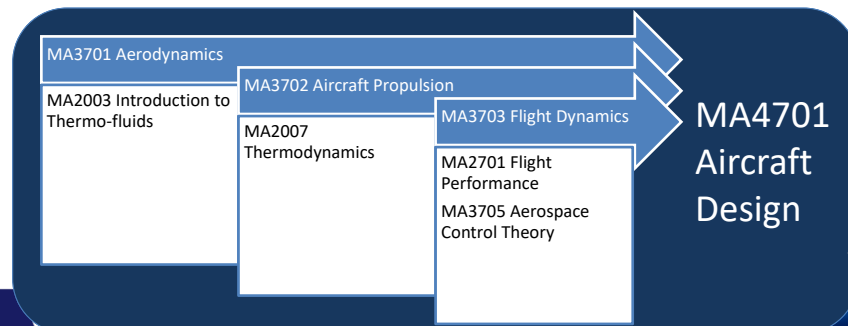 MA3701 Aerodynamics
MA2003 Introduction to
Thermo-fluids
MA3702 Aircraft Propulsion
MA2007
Thermodynamics
MA3703 Flight Dynamics
MA2701 Flight
Performance
MA3705 Aerospace
Control Theory
MA4701
Aircraft
Design